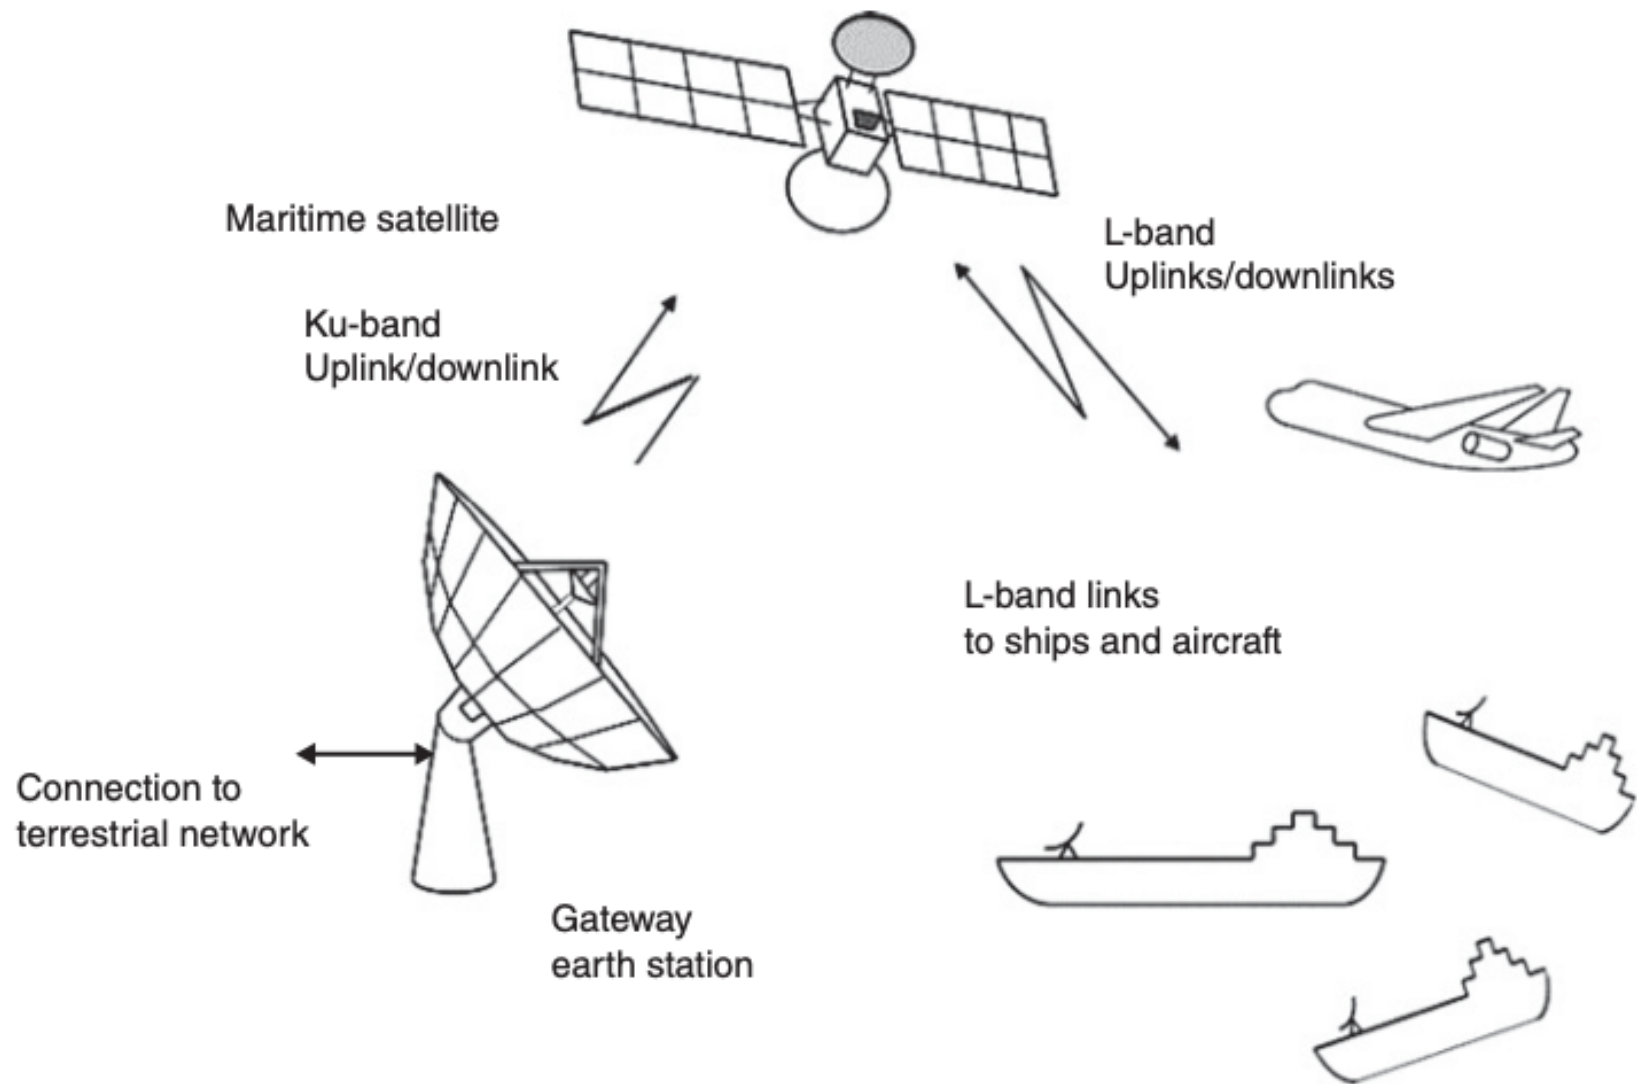 Maritime satellite
L-band
Uplinks/downlinks
Ku-band
Uplink/downlink
L-band links
to ships and aircraft
Connection to
terrestrial network
Gateway
earth station